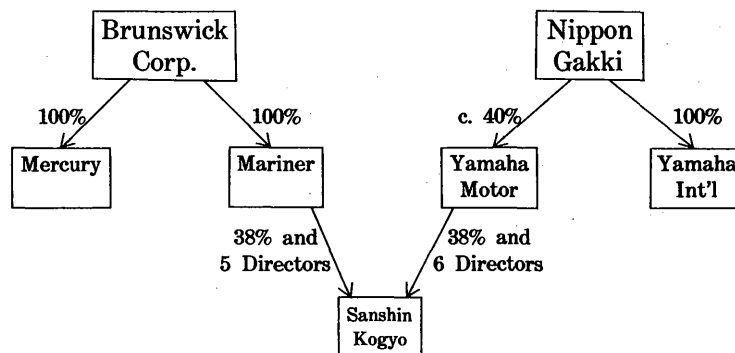 Brunswick
Corp.
Nippon
Gakki
100%
100%
c. 40%
100%
Mercury
Mariner
Yamaha
Motor
Yamaha
Int'l
38% and
5 Directors
38% and
6 Directors
Sanshin
Kogyo